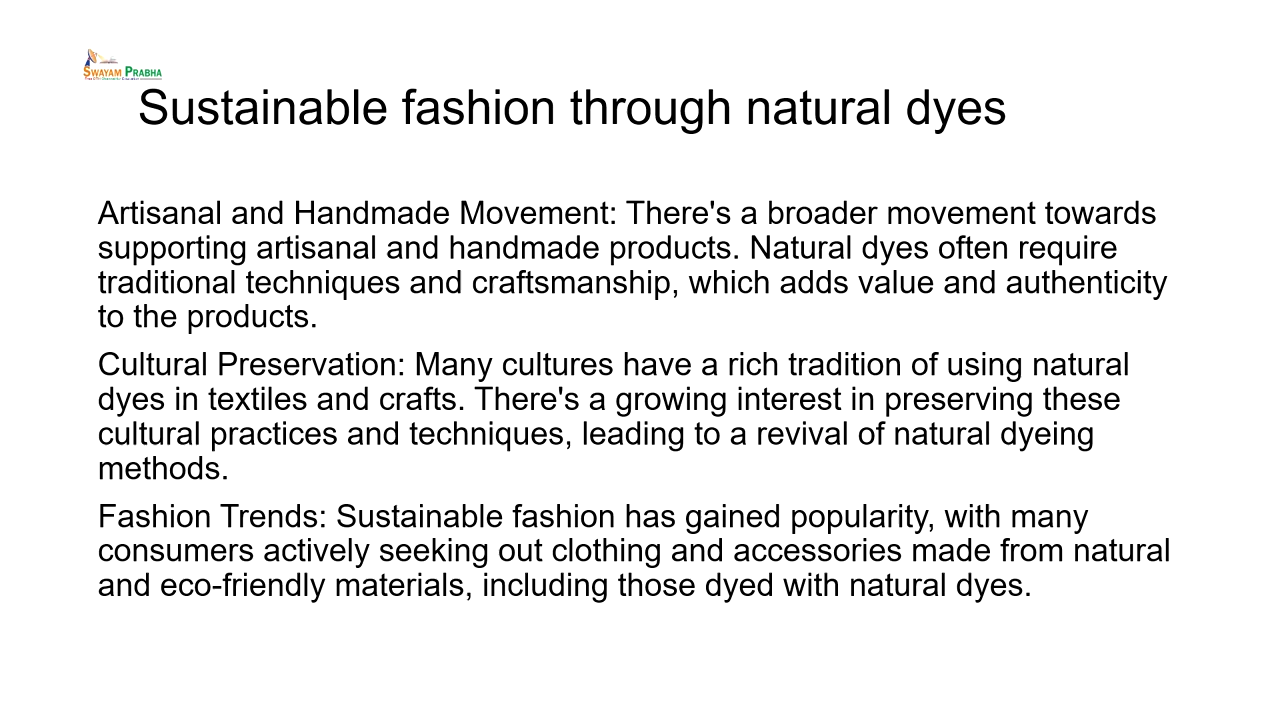 SWAYAM PRABHA
Sustainable fashion through natural dyes
Artisanal and Handmade Movement: There's a broader movement towards
supporting artisanal and handmade products. Natural dyes often require
traditional techniques and craftsmanship, which adds value and authenticity
to the products.
Cultural Preservation: Many cultures have a rich tradition of using natural
dyes in textiles and crafts. There's a growing interest in preserving these
cultural practices and techniques, leading to a revival of natural dyeing
methods.
Fashion Trends: Sustainable fashion has gained popularity, with many
consumers actively seeking out clothing and accessories made from natural
and eco-friendly materials, including those dyed with natural dyes.